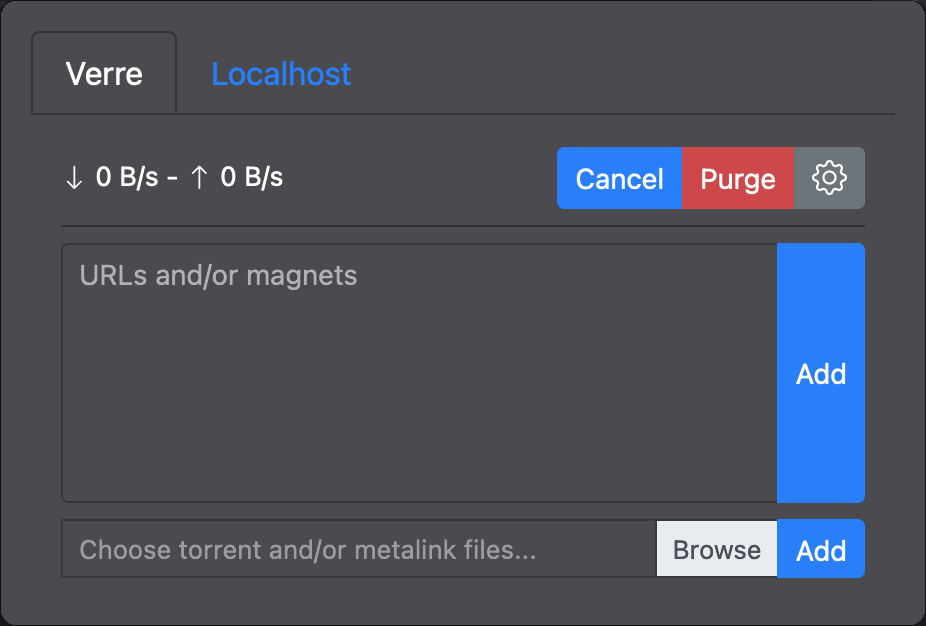 Verre Localhost
↓ 0 B/s - ↑ 0 B/s Cancel Purge
URLs and/or magnets
Add
Choose torrent and/or metalink files... Browse Add